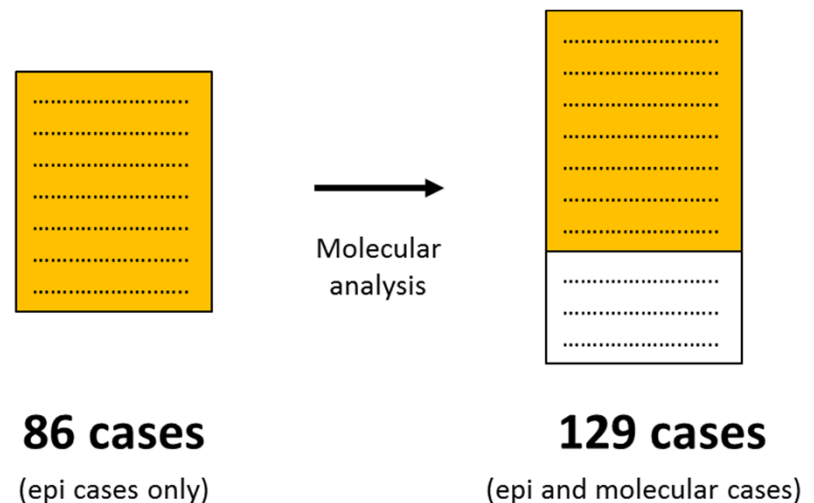 Molecular
analysis
86 cases
(epi cases only)
129 cases
(epi and molecular cases)